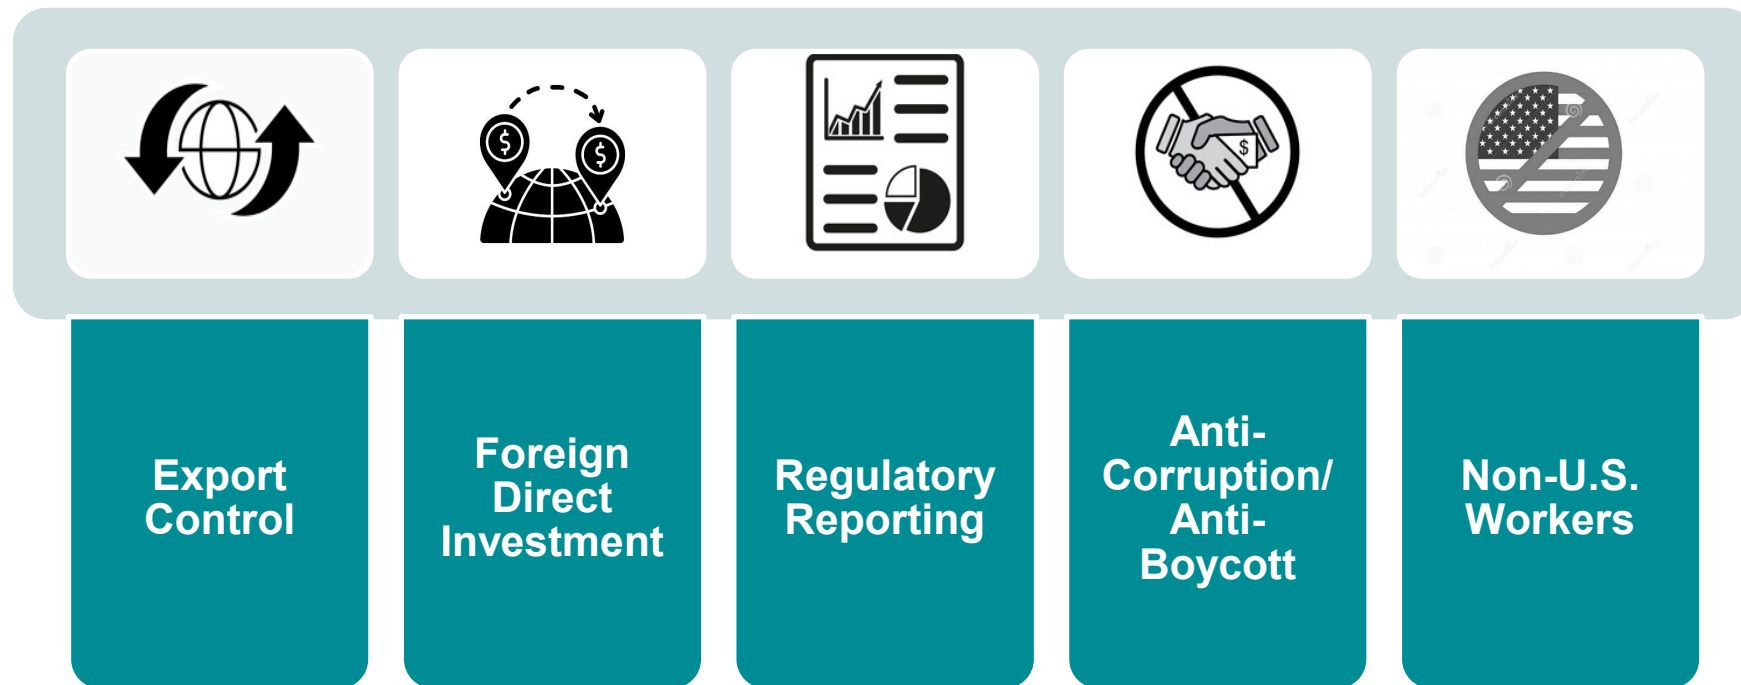 $
$
$
Export
Control
Foreign
Direct
Investment
Regulatory
Reporting
Anti-
Corruption/
Anti-
Boycott
Non-U.S.
Workers